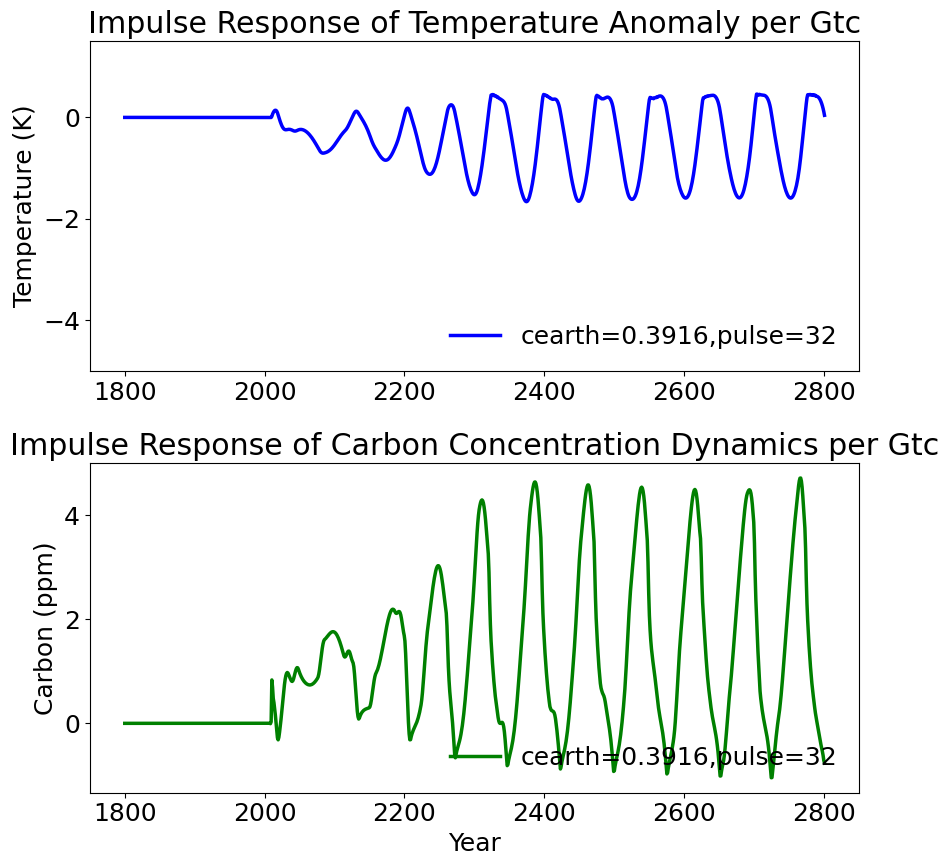 Impulse Response of Temperature Anomaly per Gtc
Temperature (K)
0
−2
−4
cearth=0.3916,pulse=32
1800 2000 2200 2400 2600 2800
Impulse Response of Carbon Concentration Dynamics per Gtc
Carbon (ppm)
4
2
0
cearth=0.3916,pulse=32
1800 2000 2200 2400 2600 2800
Year